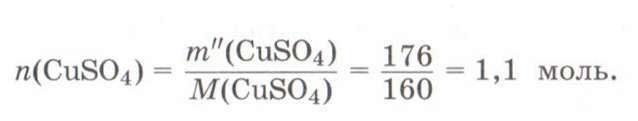 n(CuSO₄) = m″(CuSO₄) / M(CuSO₄) = 176 / 160 = 1,1 моль.